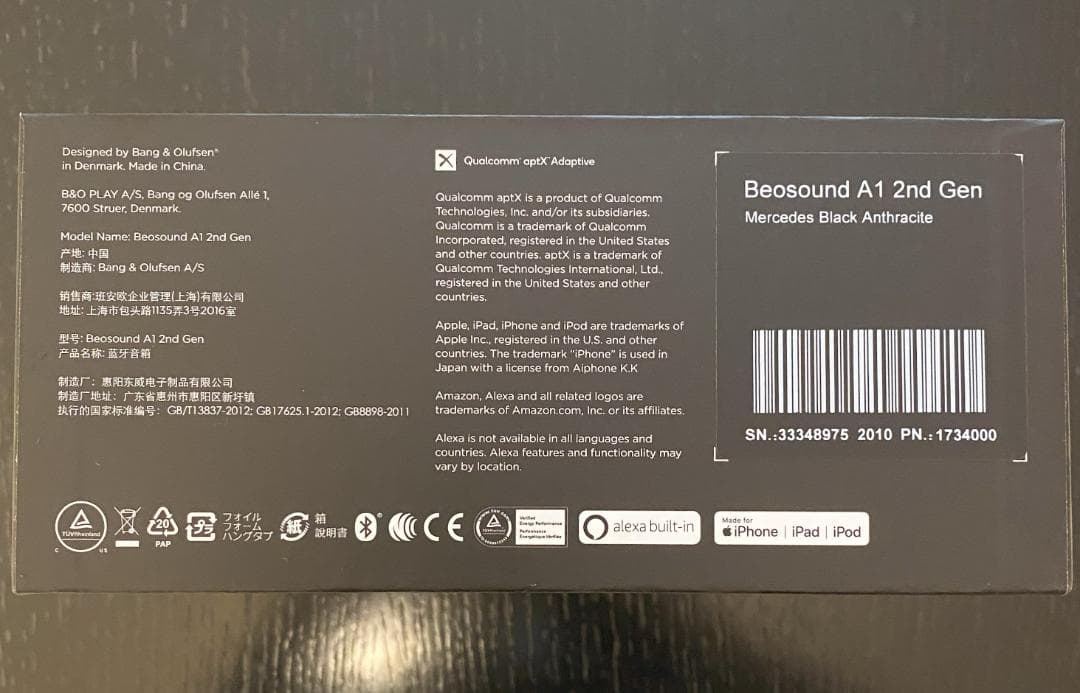 Designed by Bang & Olufsen®
in Denmark. Made in China.
B&O PLAY A/S, Bang og Olufsen Allé 1,
7600 Struer, Denmark.
Model Name: Beosound A1 2nd Gen
产地: 中国
制造商: Bang & Olufsen A/S
销售商:班安欧企业管理(上海)有限公司
地址: 上海市包头路1135弄3号2016室
型号: Beosound A1 2nd Gen
产品名称: 蓝牙音箱
制造厂: 惠阳东威电子制品有限公司
制造厂地址: 广东省惠州市惠阳区新圩镇
执行的国家标准编号: GB/T13837-2012; GB17625.1-2012; GB8898-2011
Qualcomm® aptX™ Adaptive
Qualcomm aptX is a product of Qualcomm
Technologies, Inc. and/or its subsidiaries.
Qualcomm is a trademark of Qualcomm
Incorporated, registered in the United States
and other countries. aptX is a trademark of
Qualcomm Technologies International, Ltd.,
registered in the United States and other
countries.
Apple, iPad, iPhone and iPod are trademarks of
Apple Inc., registered in the U.S. and other
countries. The trademark "iPhone" is used in
Japan with a license from Aiphone K.K
Amazon, Alexa and all related logos are
trademarks of Amazon.com, Inc. or its affiliates.
Alexa is not available in all languages and
countries. Alexa features and functionality may
vary by location.
Beosound A1 2nd Gen
Mercedes Black Anthracite
SN.:33348975 2010 PN.:1734000
TÜVRheinland
C US
20
PAP
プラ
フォイル
フォーム
ハングタブ
紙
箱
説明書
CE
Verified
Energy Performance
Performance
Énergétique Vérifiée
alexa built-in
Made for
iPhone | iPad | iPod